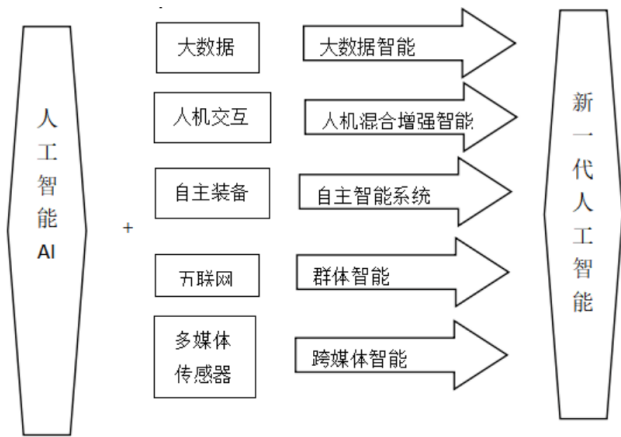 人工智能AI
+
大数据
大数据智能
人机交互
人机混合增强智能
自主装备
自主智能系统
五联网
群体智能
多媒体
传感器
跨媒体智能
新一代人工智能